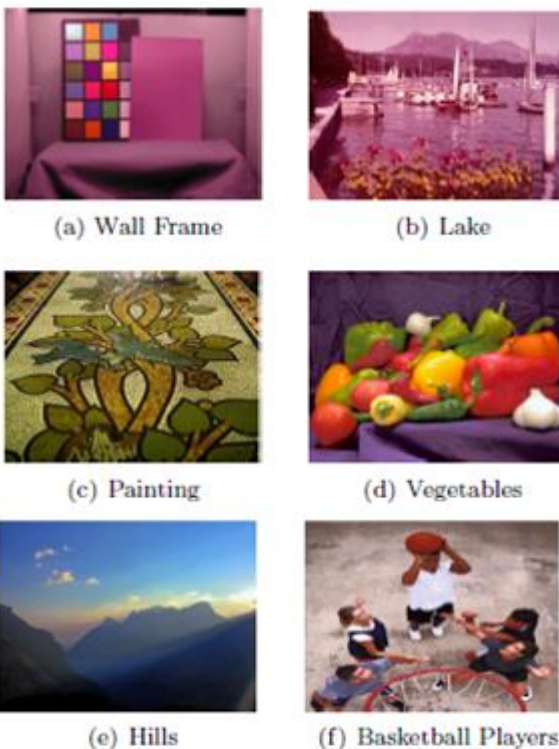 (a) Wall Frame
(b) Lake
(c) Painting
(d) Vegetables
(e) Hills
(f) Basketball Players